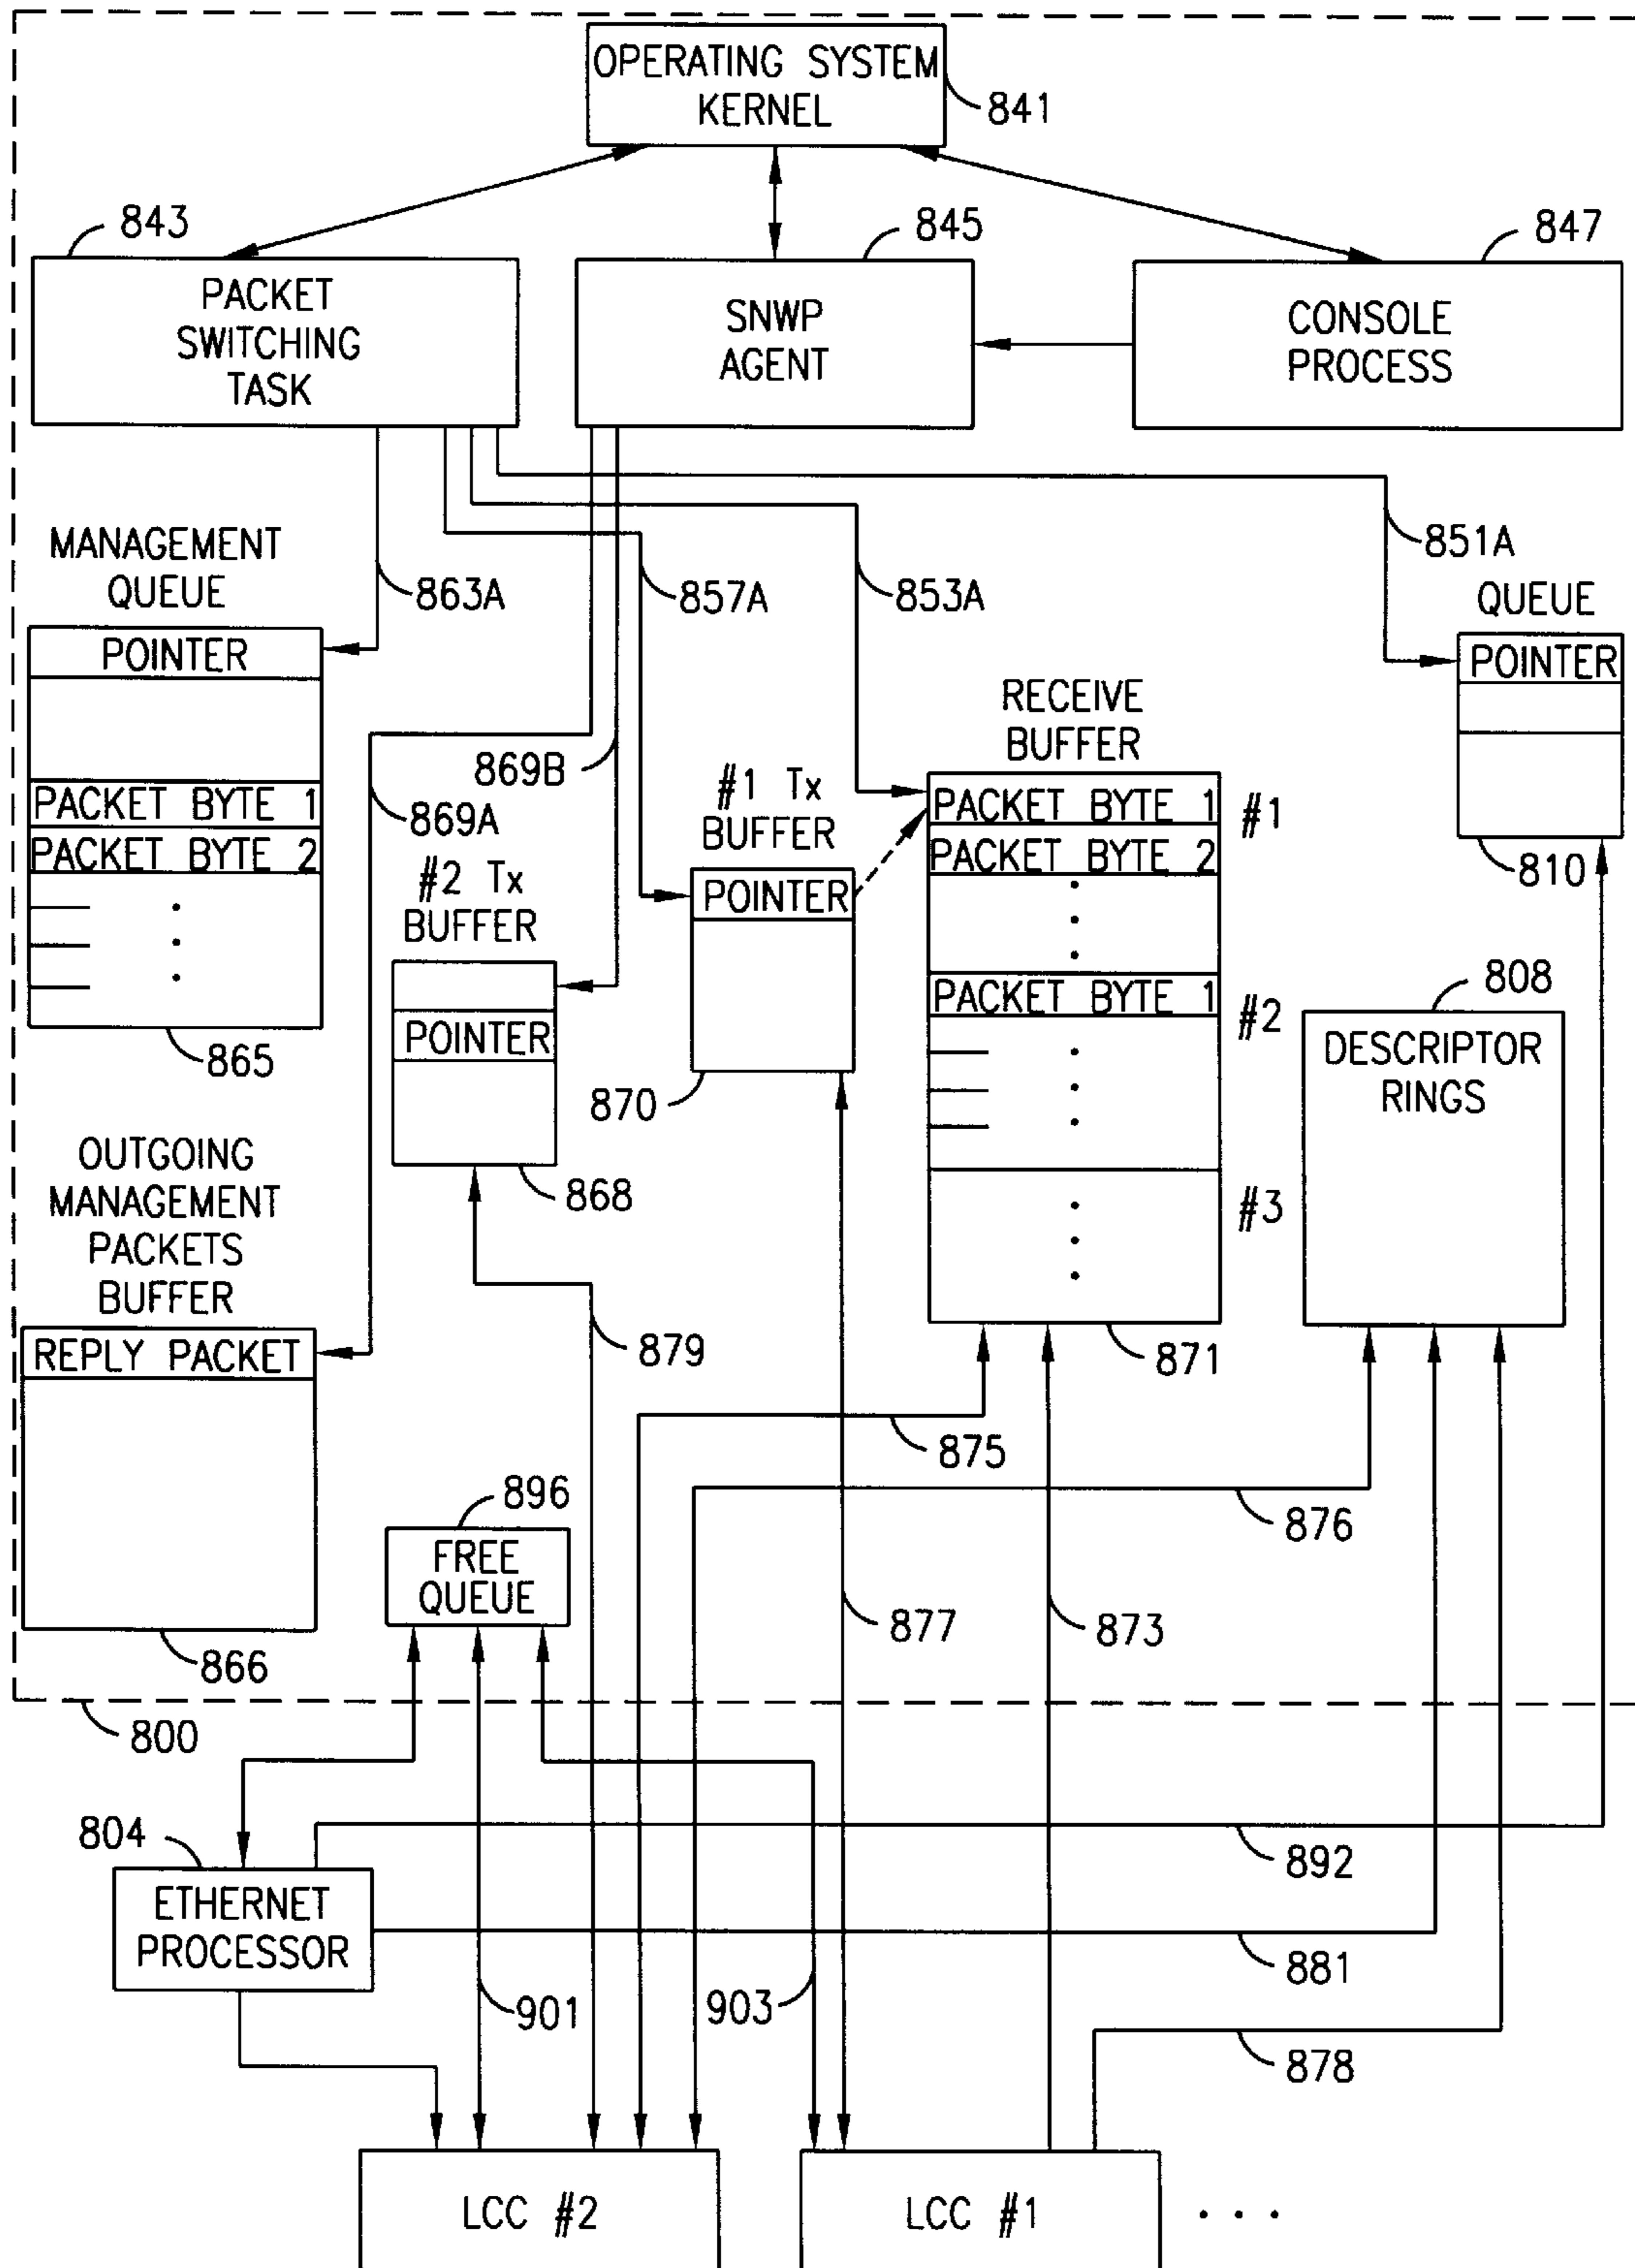 OPERATING SYSTEM
KERNEL
841
843
845
847
PACKET
SWITCHING
TASK
SNWP
AGENT
CONSOLE
PROCESS
MANAGEMENT
QUEUE
863A
857A
853A
851A
QUEUE
POINTER
POINTER
RECEIVE
BUFFER
869B
#1 Tx
BUFFER
PACKET BYTE 1
PACKET BYTE 2
869A
#2 Tx
BUFFER
POINTER
PACKET BYTE 1
#1
PACKET BYTE 2
810
PACKET BYTE 1
#2
808
POINTER
DESCRIPTOR
RINGS
865
870
868
#3
OUTGOING
MANAGEMENT
PACKETS
BUFFER
REPLY PACKET
879
871
875
876
896
FREE
QUEUE
877
873
866
800
804
892
ETHERNET
PROCESSOR
881
901
903
878
LCC #2
LCC #1
. . .